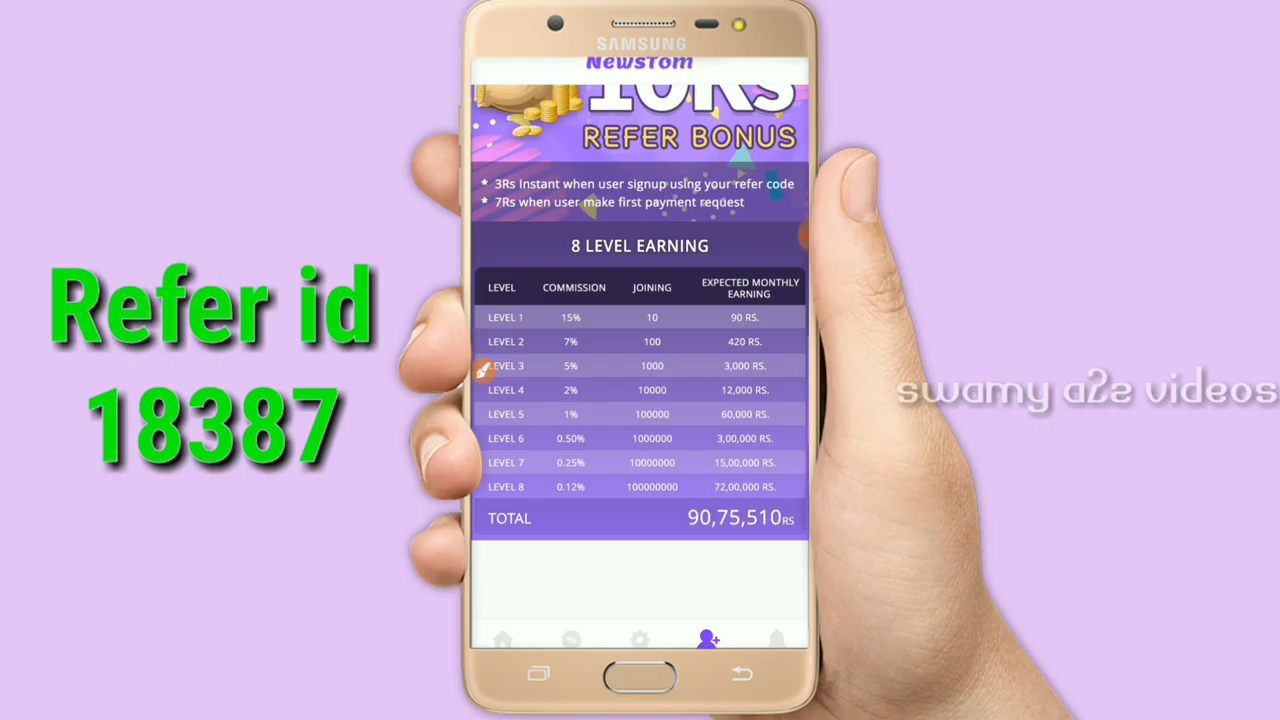 SAMSUNG
Newstom
10Rs
REFER BONUS
* 3Rs Instant when user signup using your refer code
* 7Rs when user make first payment request
8 LEVEL EARNING
LEVEL COMMISSION JOINING EXPECTED MONTHLY EARNING
LEVEL 1 15% 10 90 RS.
LEVEL 2 7% 100 420 RS.
LEVEL 3 5% 1000 3,000 RS.
LEVEL 4 2% 10000 12,000 RS.
LEVEL 5 1% 100000 60,000 RS.
LEVEL 6 0.50% 1000000 3,00,000 RS.
LEVEL 7 0.25% 10000000 15,00,000 RS.
LEVEL 8 0.12% 100000000 72,00,000 RS.
TOTAL 90,75,510RS
Refer id
18387
swamy a2z videos